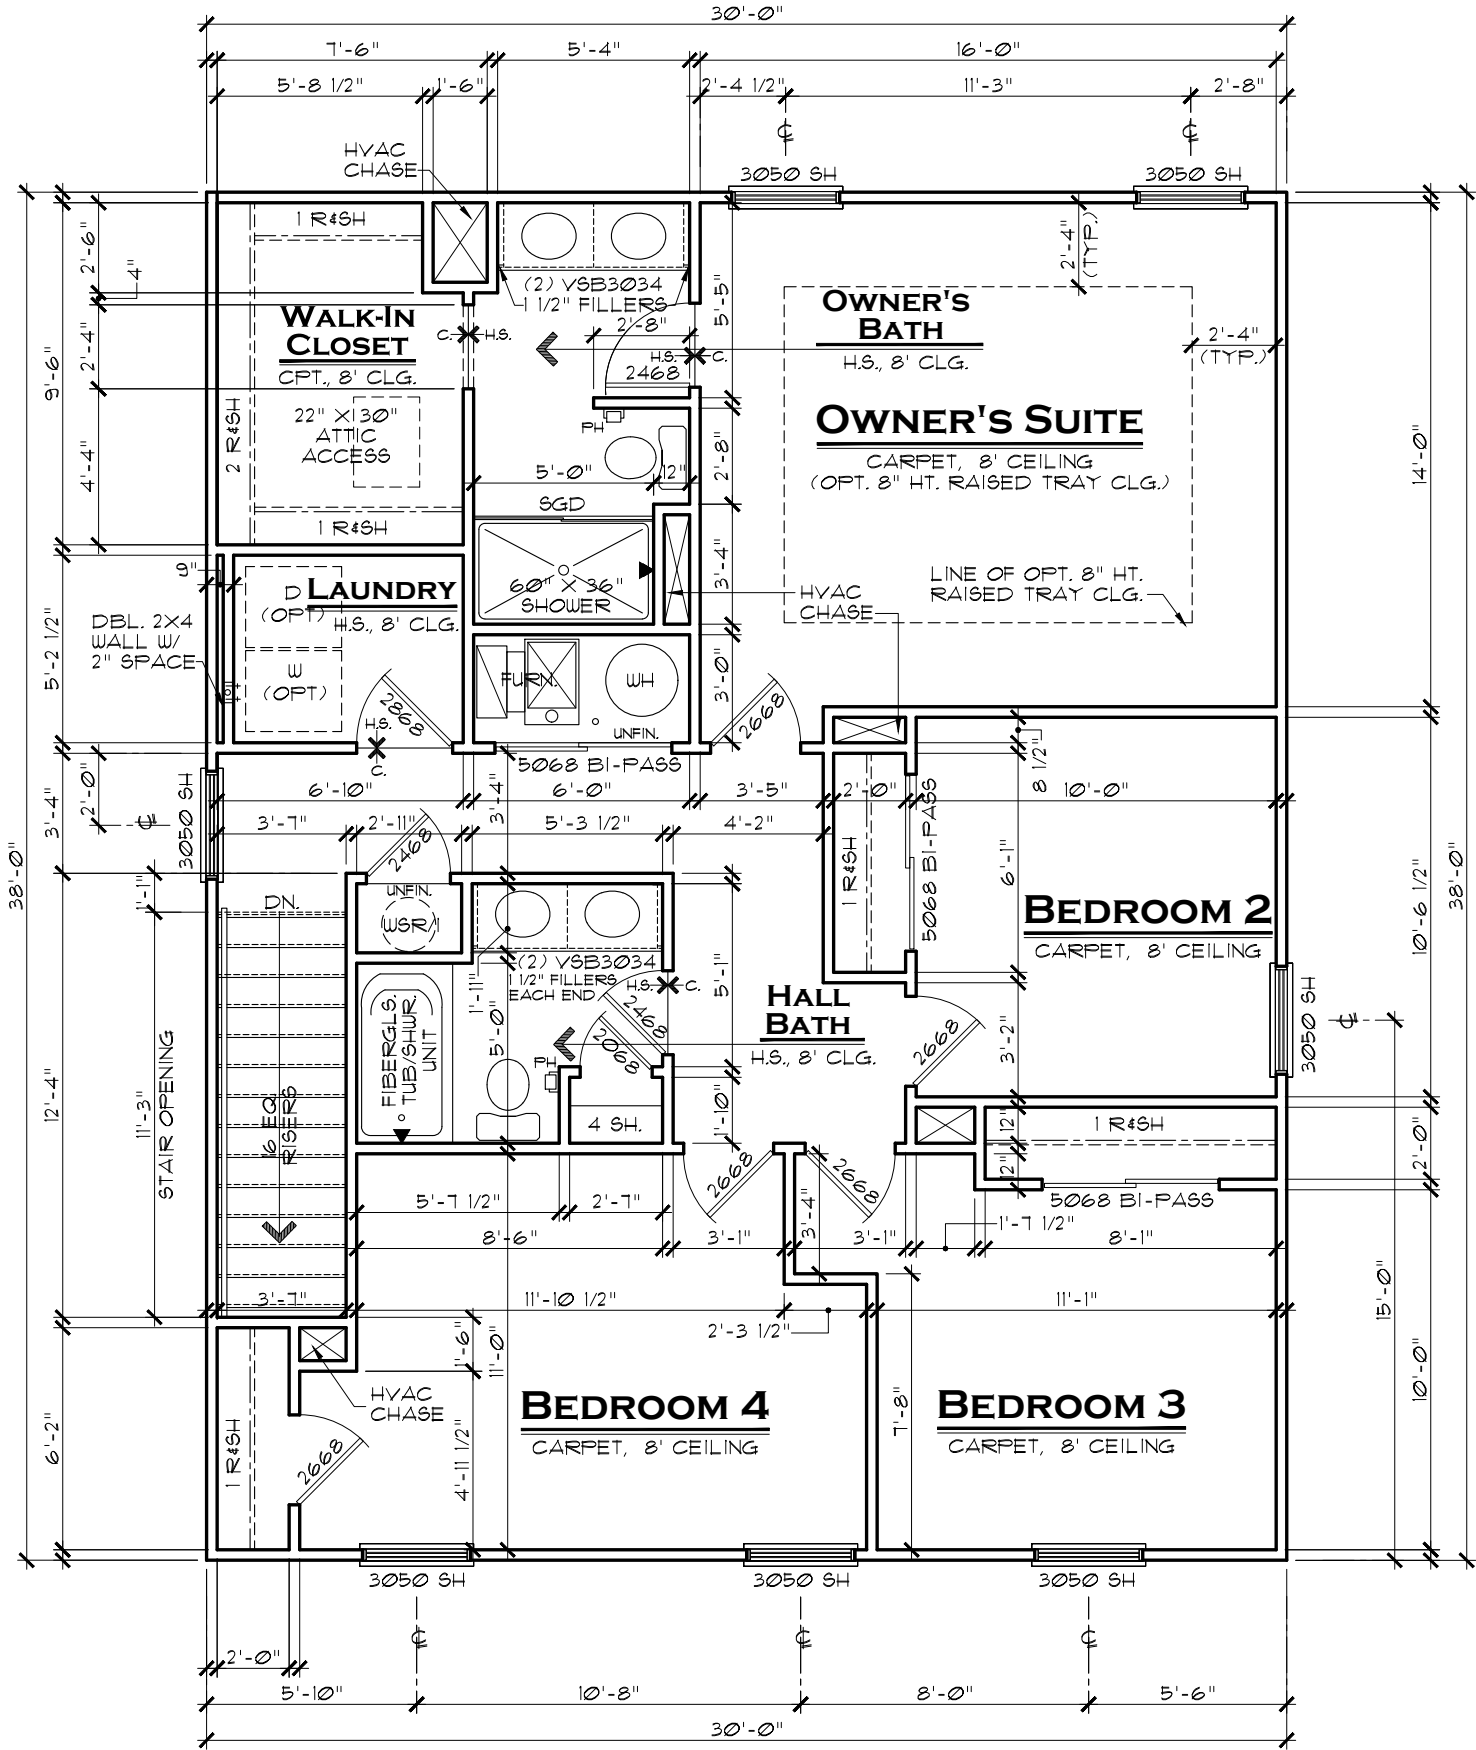 30'-0"
7'-6" 5'-4" 16'-0"
5'-8 1/2" 1'-6" 2'-4 1/2" 11'-3" 2'-8"
HVAC
CHASE
3050 SH 3050 SH
1 R&SH
2'-6"
4"
2'-4"
9'-6"
4'-4"
(2) VSB3034
1 1/2" FILLERS
5'-5"
2'-4"
(TYP.)
WALK-IN
CLOSET
CPT., 8' CLG.
C. H.S.
2'-8"
H.S. C.
2468
OWNER'S
BATH
H.S., 8' CLG.
2'-4"
(TYP.)
2 R&SH
22" X 30"
ATTIC
ACCESS
PH
OWNER'S SUITE
CARPET, 8' CEILING
(OPT. 8" HT. RAISED TRAY CLG.)
14'-0"
5'-0" 12"
2'-8"
SGD
1 R&SH
6"
D
(OPT)
LAUNDRY
H.S., 8' CLG.
60" X 36"
SHOWER
3'-4"
HVAC
CHASE
LINE OF OPT. 8" HT.
RAISED TRAY CLG.
DBL. 2X4
WALL W/
2" SPACE
5'-2 1/2"
W
(OPT)
2868
H.S.
C.
FURN.
WH
UNFIN.
3'-0"
2668
5068 BI-PASS
8 1/2"
3050 SH
2'-0"
3'-4"
6'-10" 3'-4" 6'-0" 3'-5" 2'-0" 10'-0"
3'-7" 2'-11" 5'-3 1/2" 4'-2"
2468
38'-0"
38'-0"
1'-1"
DN.
UNFIN.
WSR/1
1 R&SH
5068 BI-PASS
6'-1"
BEDROOM 2
CARPET, 8' CEILING
10'-6 1/2"
(2) VSB3034
1 1/2" FILLERS
EACH END
1'-11"
H.S. C.
5'-1"
2468
2068
HALL
BATH
H.S., 8' CLG.
3050 SH
FIBERGLS.
TUB/SHWR.
UNIT
5'-0"
PH
2668
3'-2"
12'-4"
11'-3"
STAIR OPENING
16 EQ
RISERS
4 SH.
1'-10"
12"
12"
1 R&SH
2'-0"
5068 BI-PASS
2668
2668
5'-7 1/2" 2'-7"
3'-4"
1'-7 1/2"
8'-6" 3'-1" 3'-1" 8'-1"
3'-7" 11'-10 1/2" 11'-1"
2'-3 1/2"
15'-0"
1'-6"
11'-0"
HVAC
CHASE
BEDROOM 4
CARPET, 8' CEILING
7'-8"
BEDROOM 3
CARPET, 8' CEILING
10'-0"
6'-2"
1 R&SH
2668
4'-11 1/2"
3050 SH 3050 SH 3050 SH
2'-0"
5'-10" 10'-8" 8'-0" 5'-6"
30'-0"